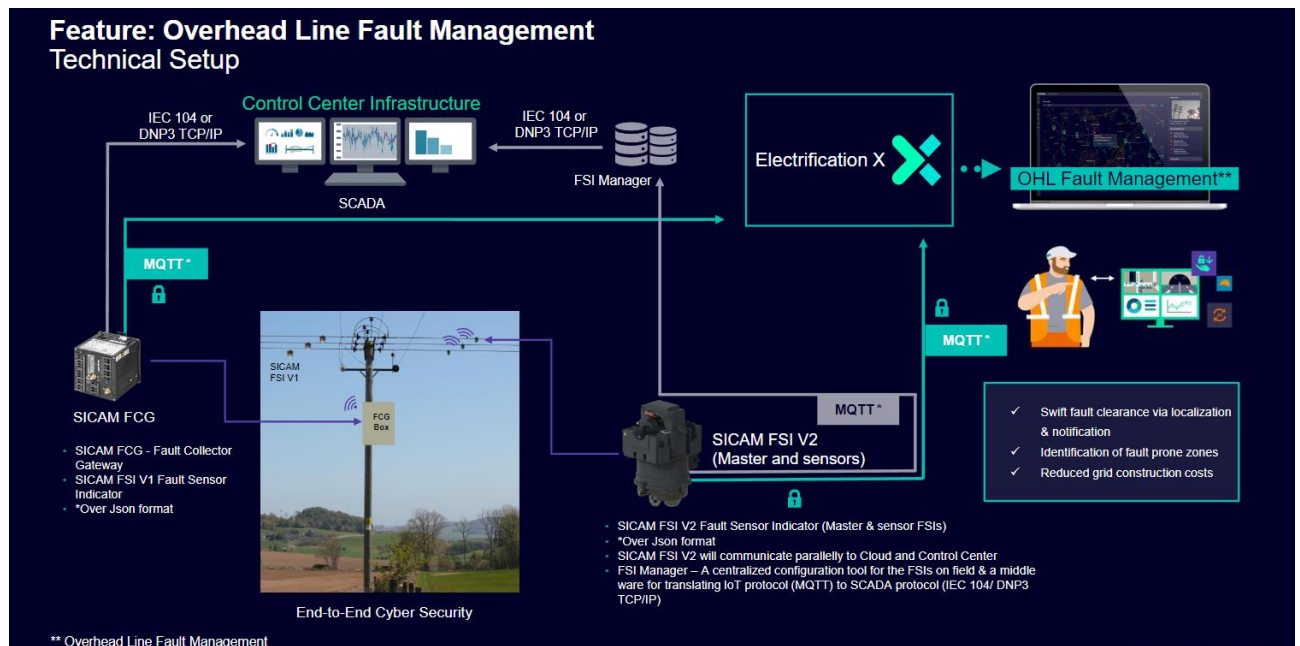 Feature: Overhead Line Fault Management
Technical Setup
Control Center Infrastructure
IEC 104 or
DNP3 TCP/IP
IEC 104 or
DNP3 TCP/IP
FSI Manager
SCADA
Electrification X
OHL Fault Management**
MQTT*
MQTT*
MQTT*
SICAM
FSI V1
FCG
Box
SICAM FCG
• SICAM FCG - Fault Collector
Gateway
• SICAM FSI V1 Fault Sensor
Indicator
• *Over Json format
End-to-End Cyber Security
SICAM FSI V2
(Master and sensors)
• SICAM FSI V2 Fault Sensor Indicator (Master & sensor FSIs)
• *Over Json format
• SICAM FSI V2 will communicate parallelly to Cloud and Control Center
• FSI Manager – A centralized configuration tool for the FSIs on field & a middle
ware for translating IoT protocol (MQTT) to SCADA protocol (IEC 104/ DNP3
TCP/IP)
✓ Swift fault clearance via localization
& notification
✓ Identification of fault prone zones
✓ Reduced grid construction costs
** Overhead Line Fault Management